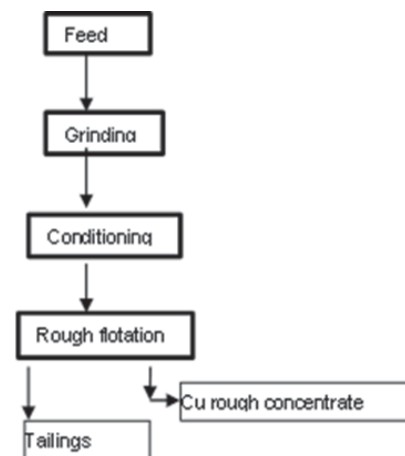 Feed
Grinding
Conditioning
Rough flotation
Cu rough concentrate
Tailings